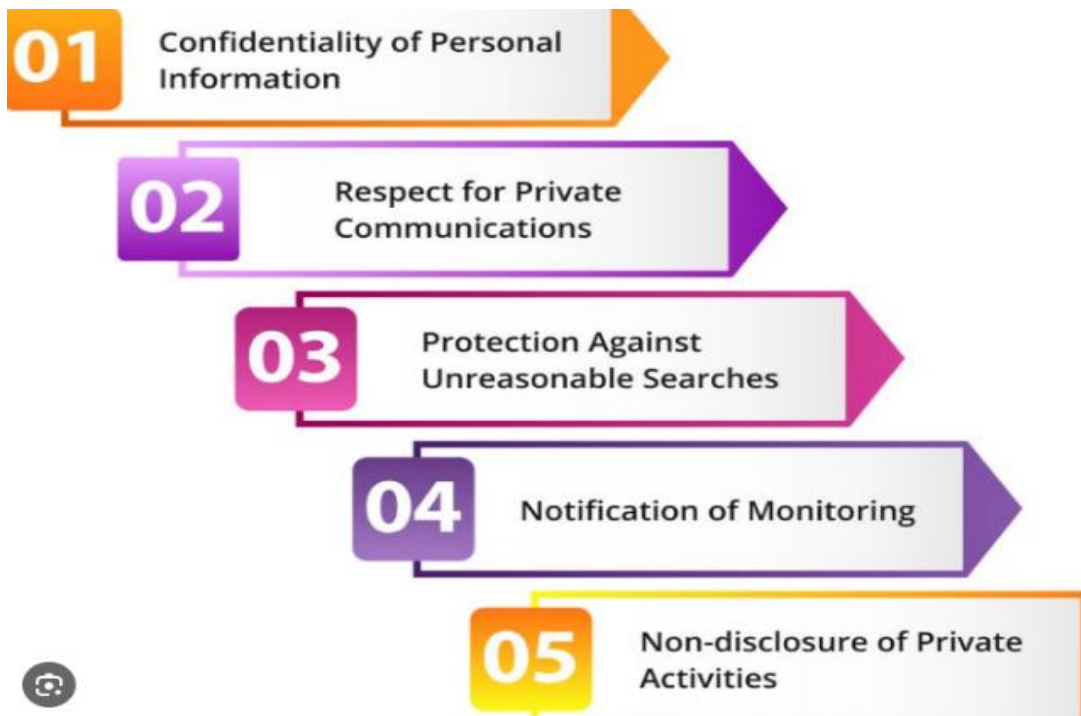 01
Confidentiality of Personal
Information
02
Respect for Private
Communications
03
Protection Against
Unreasonable Searches
04
Notification of Monitoring
05
Non-disclosure of Private
Activities